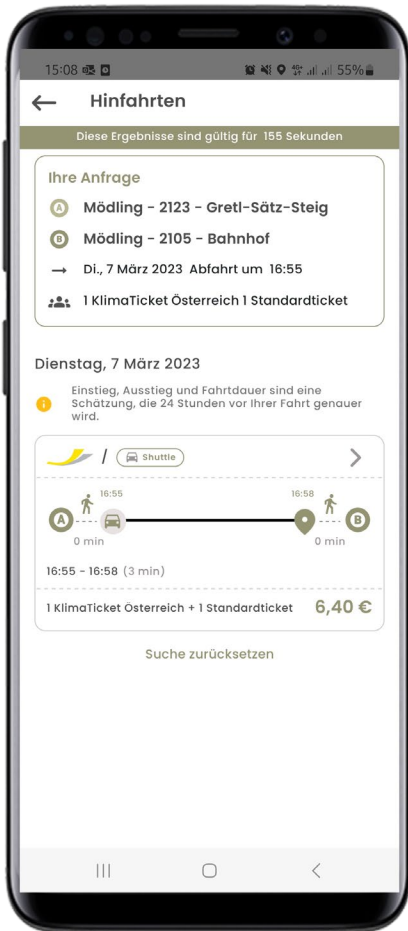 15:08 55%
Hinfahrten
Diese Ergebnisse sind gültig für 155 Sekunden
Ihre Anfrage
A Mödling - 2123 - Gretl-Sätz-Steig
B Mödling - 2105 - Bahnhof
→ Di., 7 März 2023 Abfahrt um 16:55
1 KlimaTicket Österreich 1 Standardticket
Dienstag, 7 März 2023
Einstieg, Ausstieg und Fahrtdauer sind eine
Schätzung, die 24 Stunden vor Ihrer Fahrt genauer
wird.
/ Shuttle
16:55 16:58
A B
0 min 0 min
16:55 - 16:58 (3 min)
1 KlimaTicket Österreich + 1 Standardticket 6,40 €
Suche zurücksetzen